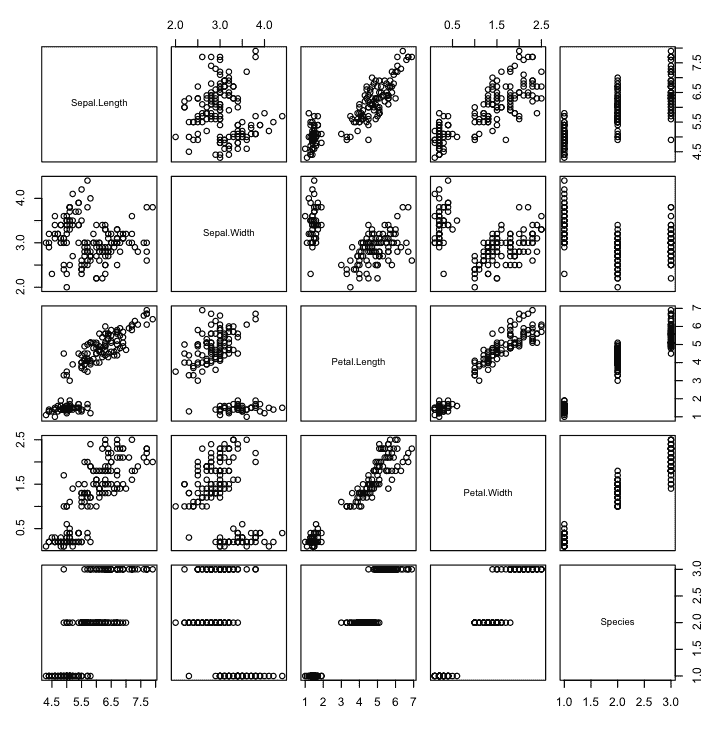 2.0 3.0 4.0 0.5 1.5 2.5
Sepal.Length
4.5 5.5 6.5 7.5
2.0 3.0 4.0
Sepal.Width
Petal.Length
1 2 3 4 5 6 7
0.5 1.5 2.5
Petal.Width
Species
1.0 1.5 2.0 2.5 3.0
4.5 5.5 6.5 7.5 1 2 3 4 5 6 7 1.0 1.5 2.0 2.5 3.0